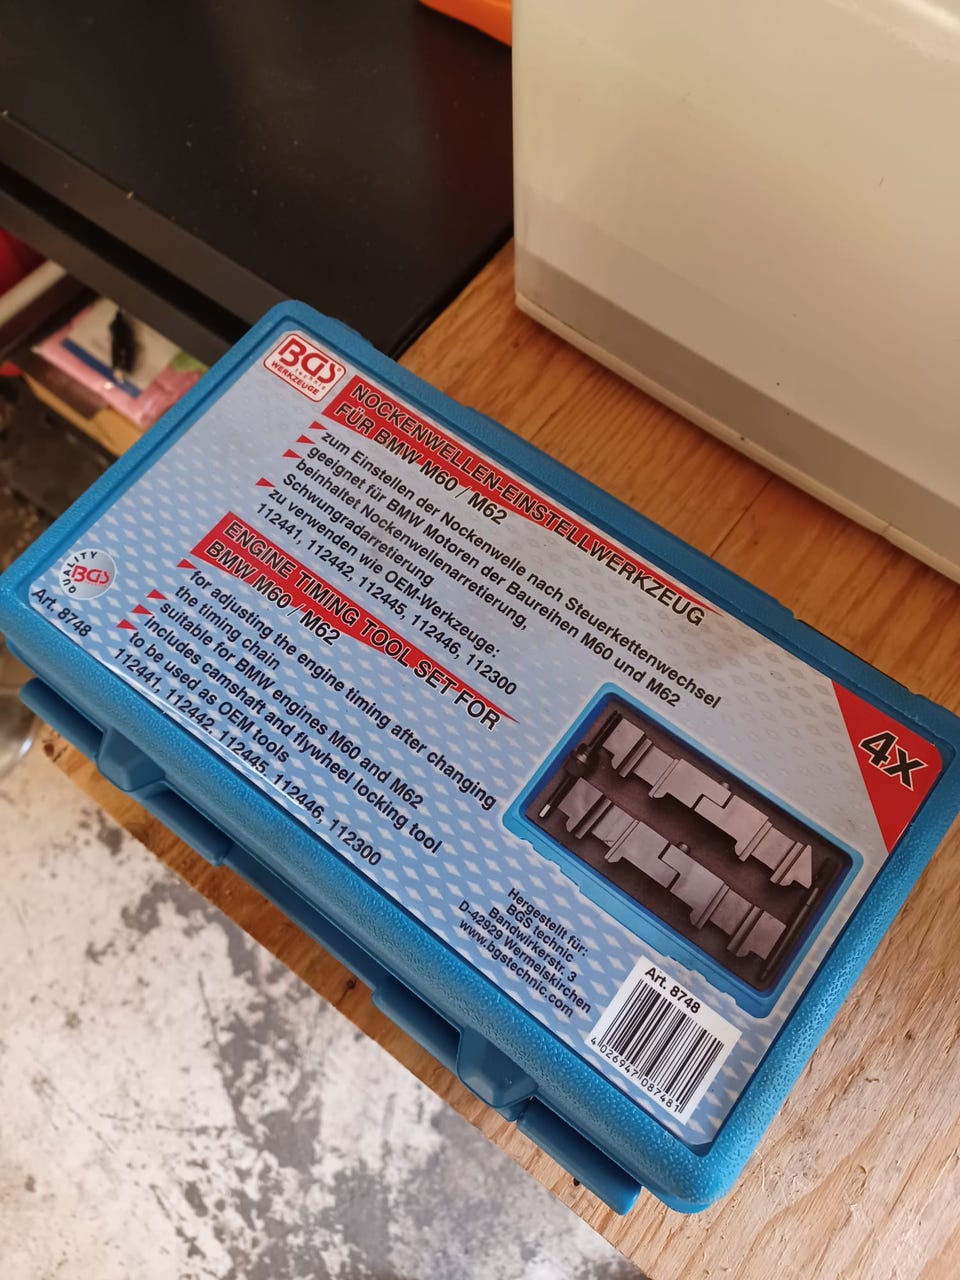 BGS®
technic
WERKZEUGE
NOCKENWELLEN-EINSTELLWERKZEUG
FÜR BMW M60 / M62
zum Einstellen der Nockenwelle nach Steuerkettenwechsel
geeignet für BMW Motoren der Baureihen M60 und M62
beinhaltet Nockenwellenarretierung,
Schwungradarretierung
zu verwenden wie OEM-Werkzeuge:
112441, 112442, 112445, 112446, 112300
ENGINE TIMING TOOL SET FOR
BMW M60 / M62
for adjusting the engine timing after changing
the timing chain
suitable for BMW engines M60 and M62
includes camshaft and flywheel locking tool
to be used as OEM tools
112441, 112442, 112445, 112446, 112300
QUALITY
BGS
Art. 8748
4x
Hergestellt für:
BGS technic
Bandwirkerstr. 3
D-42929 Wermelskirchen
www.bgstechnic.com
Art. 8748
4 026947 087481